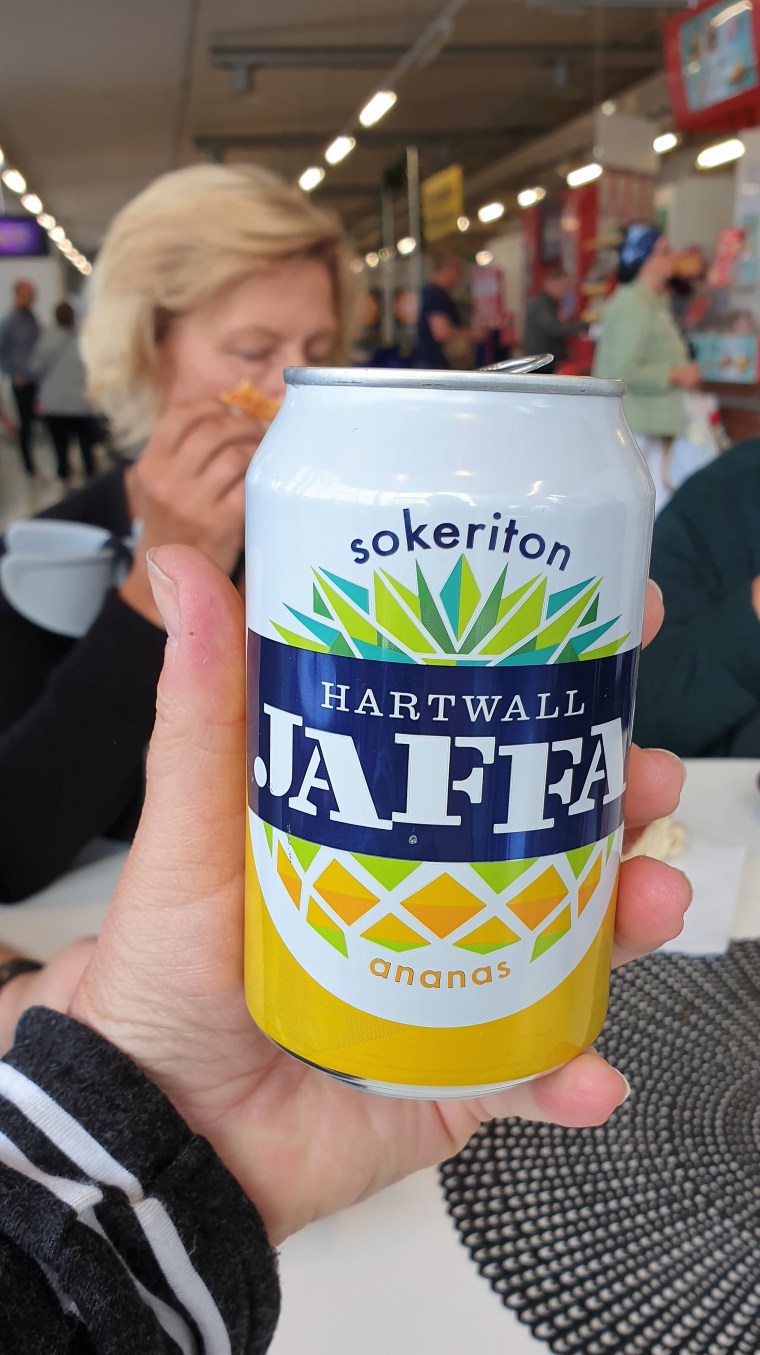 sokeriton
HARTWALL
JAFFA
ananas